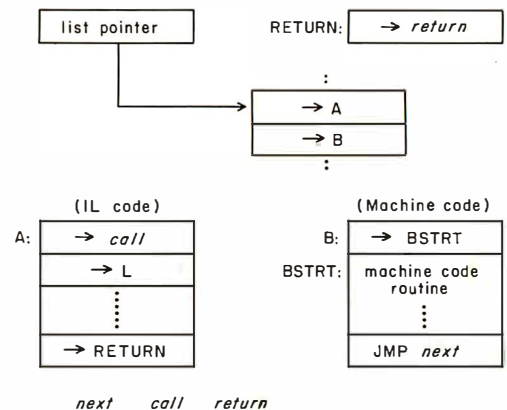 list pointer
RETURN: → return
:
→ A
→ B
:
(IL code)
A: → call
→ L
⋮
→ RETURN
(Machine code)
B: → BSTRT
BSTRT: machine code
routine
⋮
JMP next
next call return